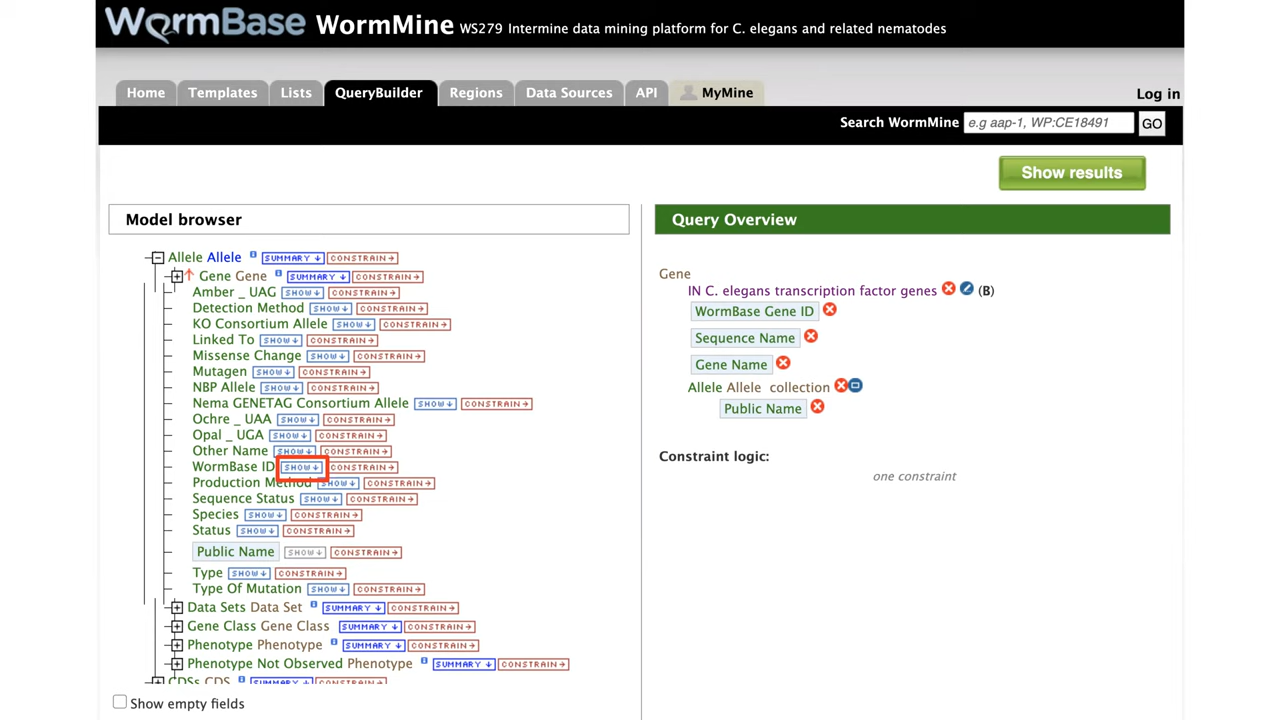 WormBase WormMine WS279 Intermine data mining platform for C. elegans and related nematodes
Home Templates Lists QueryBuilder Regions Data Sources API MyMine Log in
Search WormMine e.g aap-1, WP:CE18491 GO
Show results
Model browser
Allele Allele i SUMMARY↓ CONSTRAIN→
Gene Gene i SUMMARY↓ CONSTRAIN→
Amber _ UAG SHOW↓ CONSTRAIN→
Detection Method SHOW↓ CONSTRAIN→
KO Consortium Allele SHOW↓ CONSTRAIN→
Linked To SHOW↓ CONSTRAIN→
Missense Change SHOW↓ CONSTRAIN→
Mutagen SHOW↓ CONSTRAIN→
NBP Allele SHOW↓ CONSTRAIN→
Nema GENETAG Consortium Allele SHOW↓ CONSTRAIN→
Ochre _ UAA SHOW↓ CONSTRAIN→
Opal _ UGA SHOW↓ CONSTRAIN→
Other Name SHOW↓ CONSTRAIN→
WormBase ID SHOW↓ CONSTRAIN→
Production Method SHOW↓ CONSTRAIN→
Sequence Status SHOW↓ CONSTRAIN→
Species SHOW↓ CONSTRAIN→
Status SHOW↓ CONSTRAIN→
Public Name SHOW↓ CONSTRAIN→
Type SHOW↓ CONSTRAIN→
Type Of Mutation SHOW↓ CONSTRAIN→
Data Sets Data Set i SUMMARY↓ CONSTRAIN→
Gene Class Gene Class SUMMARY↓ CONSTRAIN→
Phenotype Phenotype i SUMMARY↓ CONSTRAIN→
Phenotype Not Observed Phenotype i SUMMARY↓ CONSTRAIN→
CDSs CDS i SUMMARY↓ CONSTRAIN→
Show empty fields
Query Overview
Gene
IN C. elegans transcription factor genes (B)
WormBase Gene ID
Sequence Name
Gene Name
Allele Allele collection
Public Name
Constraint logic:
one constraint